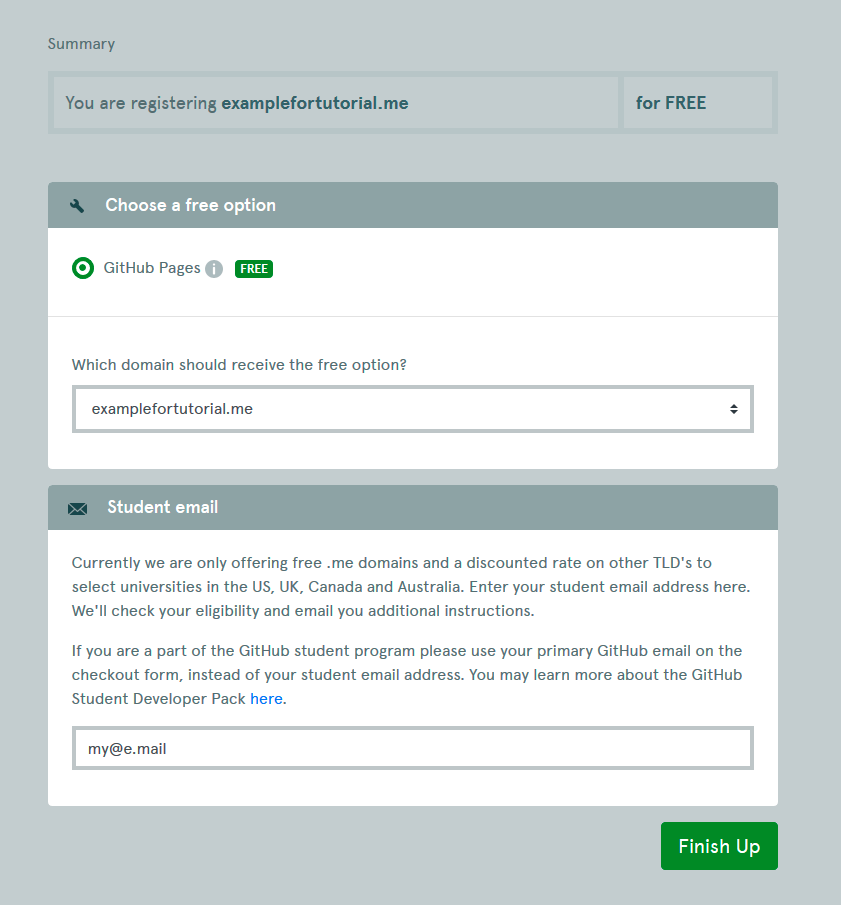 Summary
You are registering examplefortutorial.me
for FREE
Choose a free option
GitHub Pages i FREE
Which domain should receive the free option?
examplefortutorial.me
Student email
Currently we are only offering free .me domains and a discounted rate on other TLD's to
select universities in the US, UK, Canada and Australia. Enter your student email address here.
We'll check your eligibility and email you additional instructions.
If you are a part of the GitHub student program please use your primary GitHub email on the
checkout form, instead of your student email address. You may learn more about the GitHub
Student Developer Pack here.
my@e.mail
Finish Up